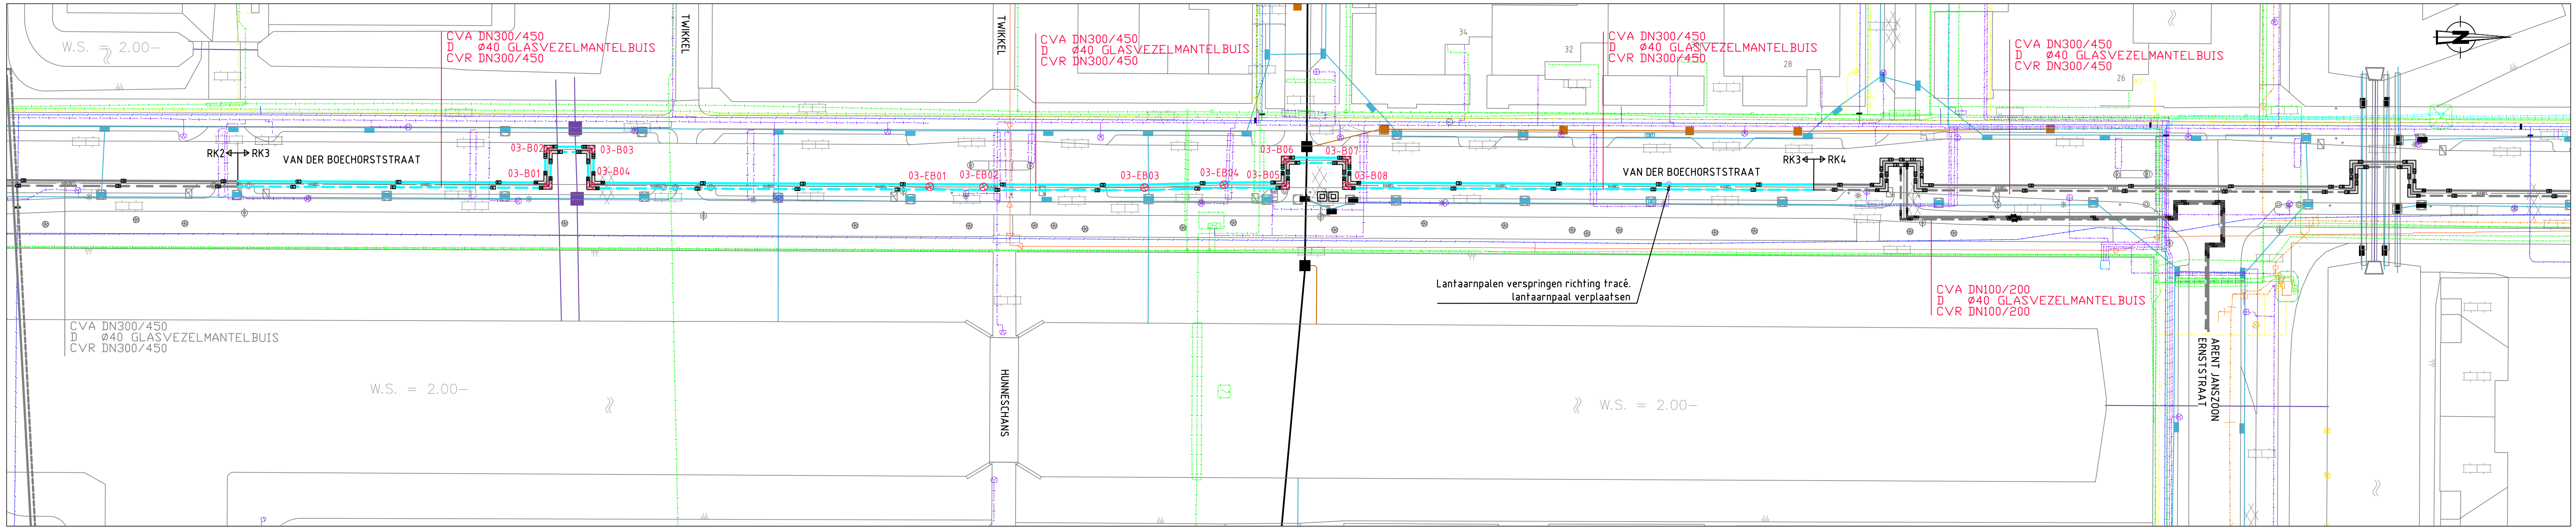 W.S. = 2.00-
CVA DN300/450
D Ø40 GLASVEZELMANTELBUIS
CVR DN300/450
TWIKKEL
TWIKKEL
CVA DN300/450
D Ø40 GLASVEZELMANTELBUIS
CVR DN300/450
34
32
CVA DN300/450
D Ø40 GLASVEZELMANTELBUIS
CVR DN300/450
28
CVA DN300/450
D Ø40 GLASVEZELMANTELBUIS
CVR DN300/450
26
N
RK2 RK3
VAN DER BOECHORSTSTRAAT
03-B02
03-B03
03-B01
03-B04
03-EB01
03-EB02
03-EB03
03-EB04
03-B05
03-B06
03-B07
03-B08
VAN DER BOECHORSTSTRAAT
RK3 RK4
Lantaarnpalen verspringen richting tracé.
lantaarnpaal verplaatsen
CVA DN100/200
D Ø40 GLASVEZELMANTELBUIS
CVR DN100/200
CVA DN300/450
D Ø40 GLASVEZELMANTELBUIS
CVR DN300/450
W.S. = 2.00-
HUNNESCHANS
W.S. = 2.00-
ARENT JANSZOON
ERNSTSTRAAT